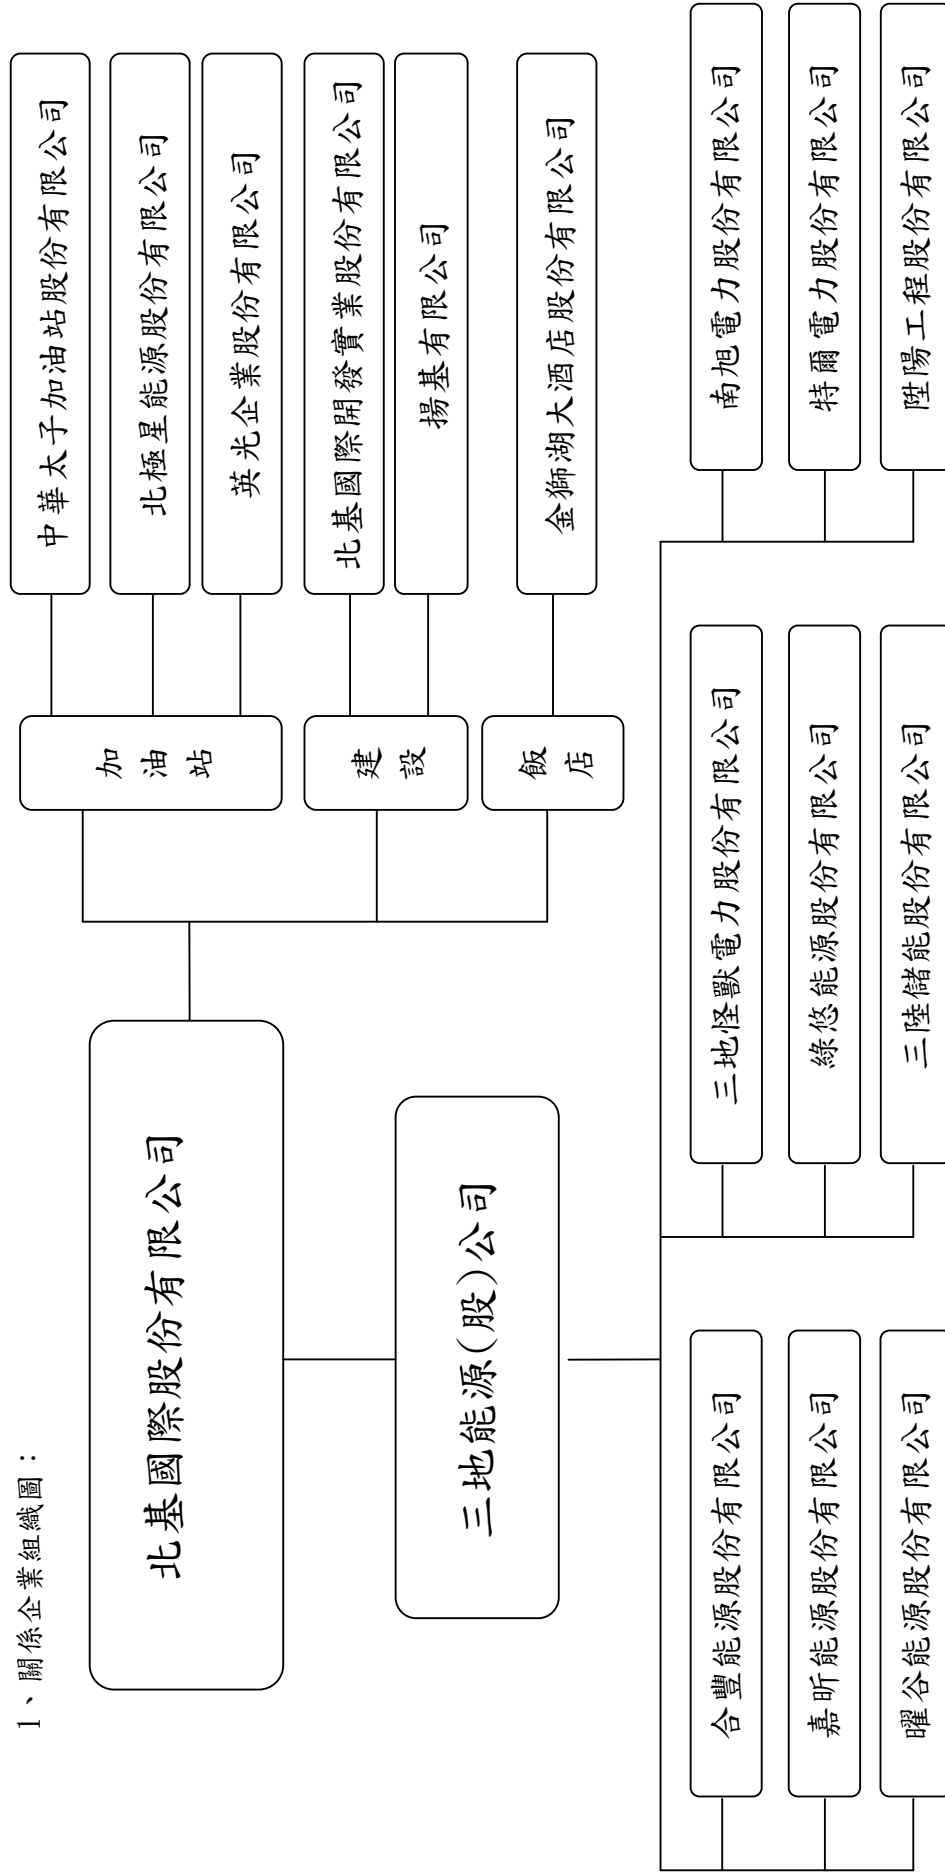 1、關係企業組織圖：
北基國際股份有限公司
三地能源(股)公司
加油站
中華太子加油站股份有限公司
北極星能源股份有限公司
英光企業股份有限公司
建設
北基國際開發實業股份有限公司
揚基有限公司
飯店
金獅湖大酒店股份有限公司
合豐能源股份有限公司
嘉昕能源股份有限公司
曜谷能源股份有限公司
三地怪獸電力股份有限公司
綠悠能源股份有限公司
三陸儲能股份有限公司
南旭電力股份有限公司
特爾電力股份有限公司
陞陽工程股份有限公司